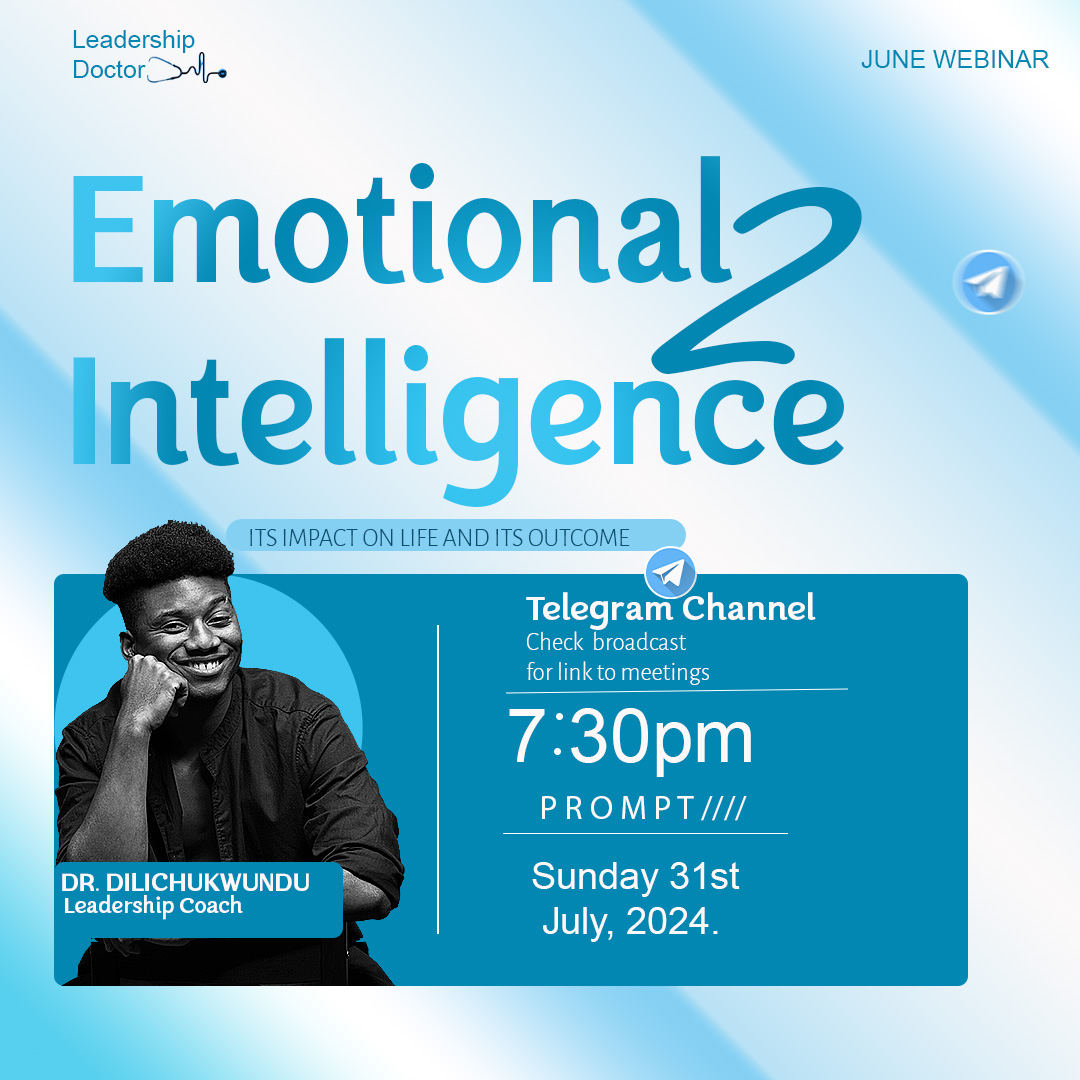 Leadership
Doctor
JUNE WEBINAR
Emotional 2
Intelligence
ITS IMPACT ON LIFE AND ITS OUTCOME
Telegram Channel
Check broadcast
for link to meetings
7:30pm
PROMPT////
DR. DILICHUKWUNDU
Leadership Coach
Sunday 31st
July, 2024.